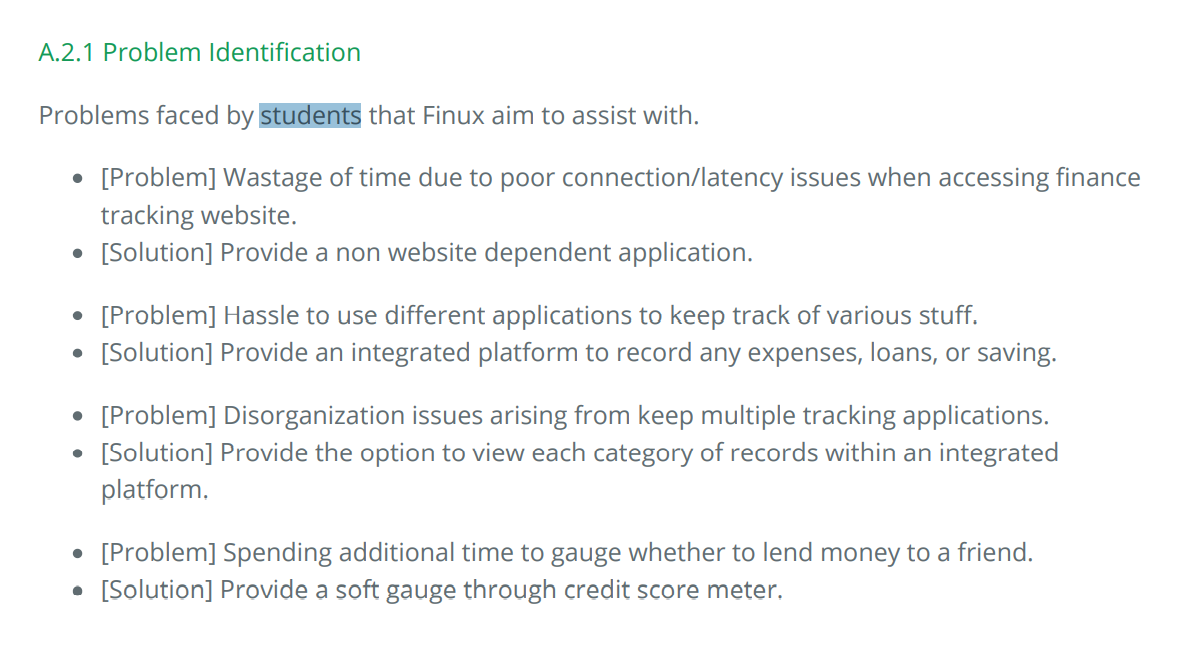 A.2.1 Problem Identification
Problems faced by students that Finux aim to assist with.
• [Problem] Wastage of time due to poor connection/latency issues when accessing finance
tracking website.
• [Solution] Provide a non website dependent application.
• [Problem] Hassle to use different applications to keep track of various stuff.
• [Solution] Provide an integrated platform to record any expenses, loans, or saving.
• [Problem] Disorganization issues arising from keep multiple tracking applications.
• [Solution] Provide the option to view each category of records within an integrated
platform.
• [Problem] Spending additional time to gauge whether to lend money to a friend.
• [Solution] Provide a soft gauge through credit score meter.